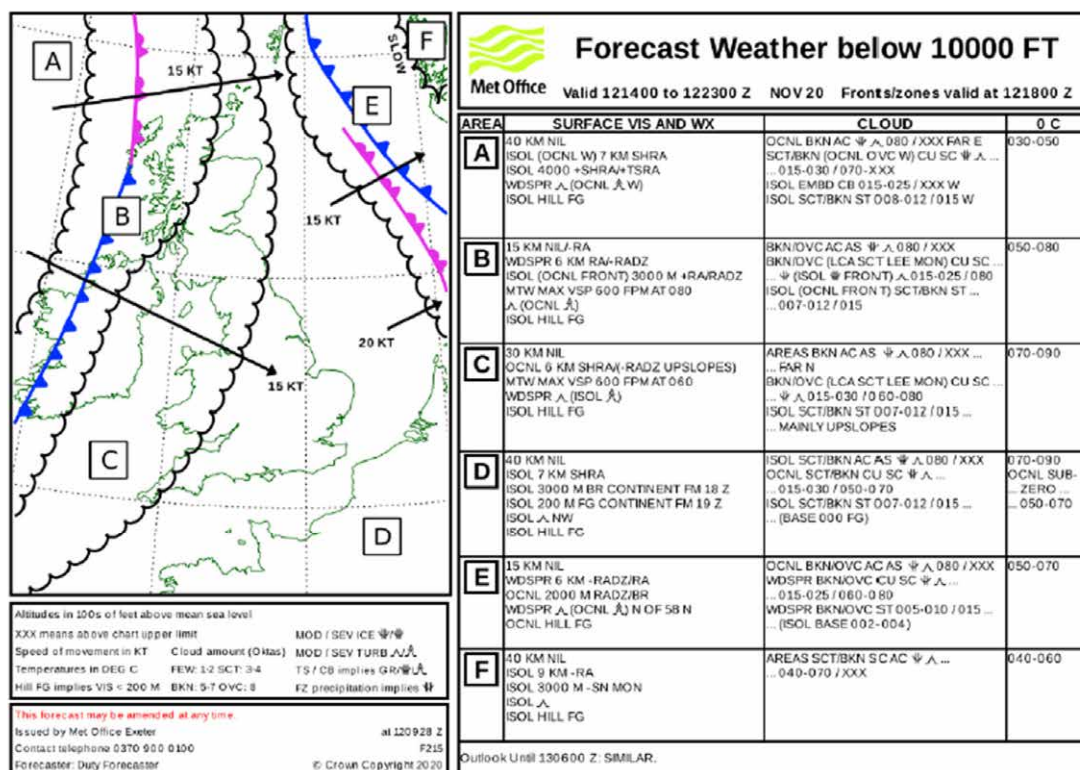 A
15 KT
SLOW
F
E
B
15 KT
20 KT
15 KT
C
D
Met Office
Forecast Weather below 10000 FT
Valid 121400 to 122300 Z NOV 20 Fronts/zones valid at 121800 Z
AREA SURFACE VIS AND WX CLOUD 0 C
A
40 KM NIL
ISOL (OCNL W) 7 KM SHRA
ISOL 4000 +SHRA/+TSRA
WDSPR (OCNL W)
ISOL HILL FG
OCNL BKN AC 080 / XXX FAR E
SCT/BKN (OCNL OVC W) CU SC ...
... 015-030 / 070-XXX
ISOL EMBD CB 015-025 / XXX W
ISOL SCT/BKN ST 008-012 / 015 W
030-050
B
15 KM NIL/-RA
WDSPR 6 KM RA/-RADZ
ISOL (OCNL FRONT) 3000 M +RA/RADZ
MTW MAX VSP 600 FPM AT 080
(OCNL )
ISOL HILL FG
BKN/OVC AC AS 080 / XXX
BKN/OVC (LCA SCT LEE MON) CU SC ...
... (ISOL FRONT) 015-025 / 080
ISOL (OCNL FRONT) SCT/BKN ST ...
... 007-012 / 015
050-080
C
30 KM NIL
OCNL 6 KM SHRA/(-RADZ UPSLOPES)
MTW MAX VSP 600 FPM AT 060
WDSPR (ISOL )
ISOL HILL FG
AREAS BKN AC AS 080 / XXX ...
... FAR N
BKN/OVC (LCA SCT LEE MON) CU SC ...
... 015-030 / 060-080
ISOL SCT/BKN ST 007-012 / 015 ...
... MAINLY UPSLOPES
070-090
D
40 KM NIL
ISOL 7 KM SHRA
ISOL 3000 M BR CONTINENT FM 18 Z
ISOL 200 M FG CONTINENT FM 19 Z
ISOL NW
ISOL HILL FG
ISOL SCT/BKN AC AS 080 / XXX
OCNL SCT/BKN CU SC ...
... 015-030 / 050-070
ISOL SCT/BKN ST 007-012 / 015 ...
... (BASE 000 FG)
070-090
OCNL SUB-
... ZERO ...
... 050-070
E
15 KM NIL
WDSPR 6 KM -RADZ/RA
OCNL 2000 M RADZ/BR
WDSPR (OCNL ) N OF 58 N
OCNL HILL FG
OCNL BKN/OVC AC AS 080 / XXX
WDSPR BKN/OVC CU SC ...
... 015-025 / 060-080
WDSPR BKN/OVC ST 005-010 / 015 ...
... (ISOL BASE 002-004)
050-070
F
40 KM NIL
ISOL 9 KM -RA
ISOL 3000 M -SN MON
ISOL
ISOL HILL FG
AREAS SCT/BKN SC AC ...
... 040-070 / XXX
040-060
Outlook Until 130600 Z: SIMILAR.
Altitudes in 100s of feet above mean sea level
XXX means above chart upper limit MOD / SEV ICE /
Speed of movement in KT Cloud amount (Oktas) MOD / SEV TURB /
Temperatures in DEG C FEW: 1-2 SCT: 3-4 TS / CB implies GR/
Hill FG implies VIS < 200 M BKN: 5-7 OVC: 8 FZ precipitation implies
This forecast may be amended at any time.
Issued by Met Office Exeter at 120928 Z
Contact telephone 0370 900 0100 F215
Forecaster: Duty Forecaster © Crown Copyright 2020